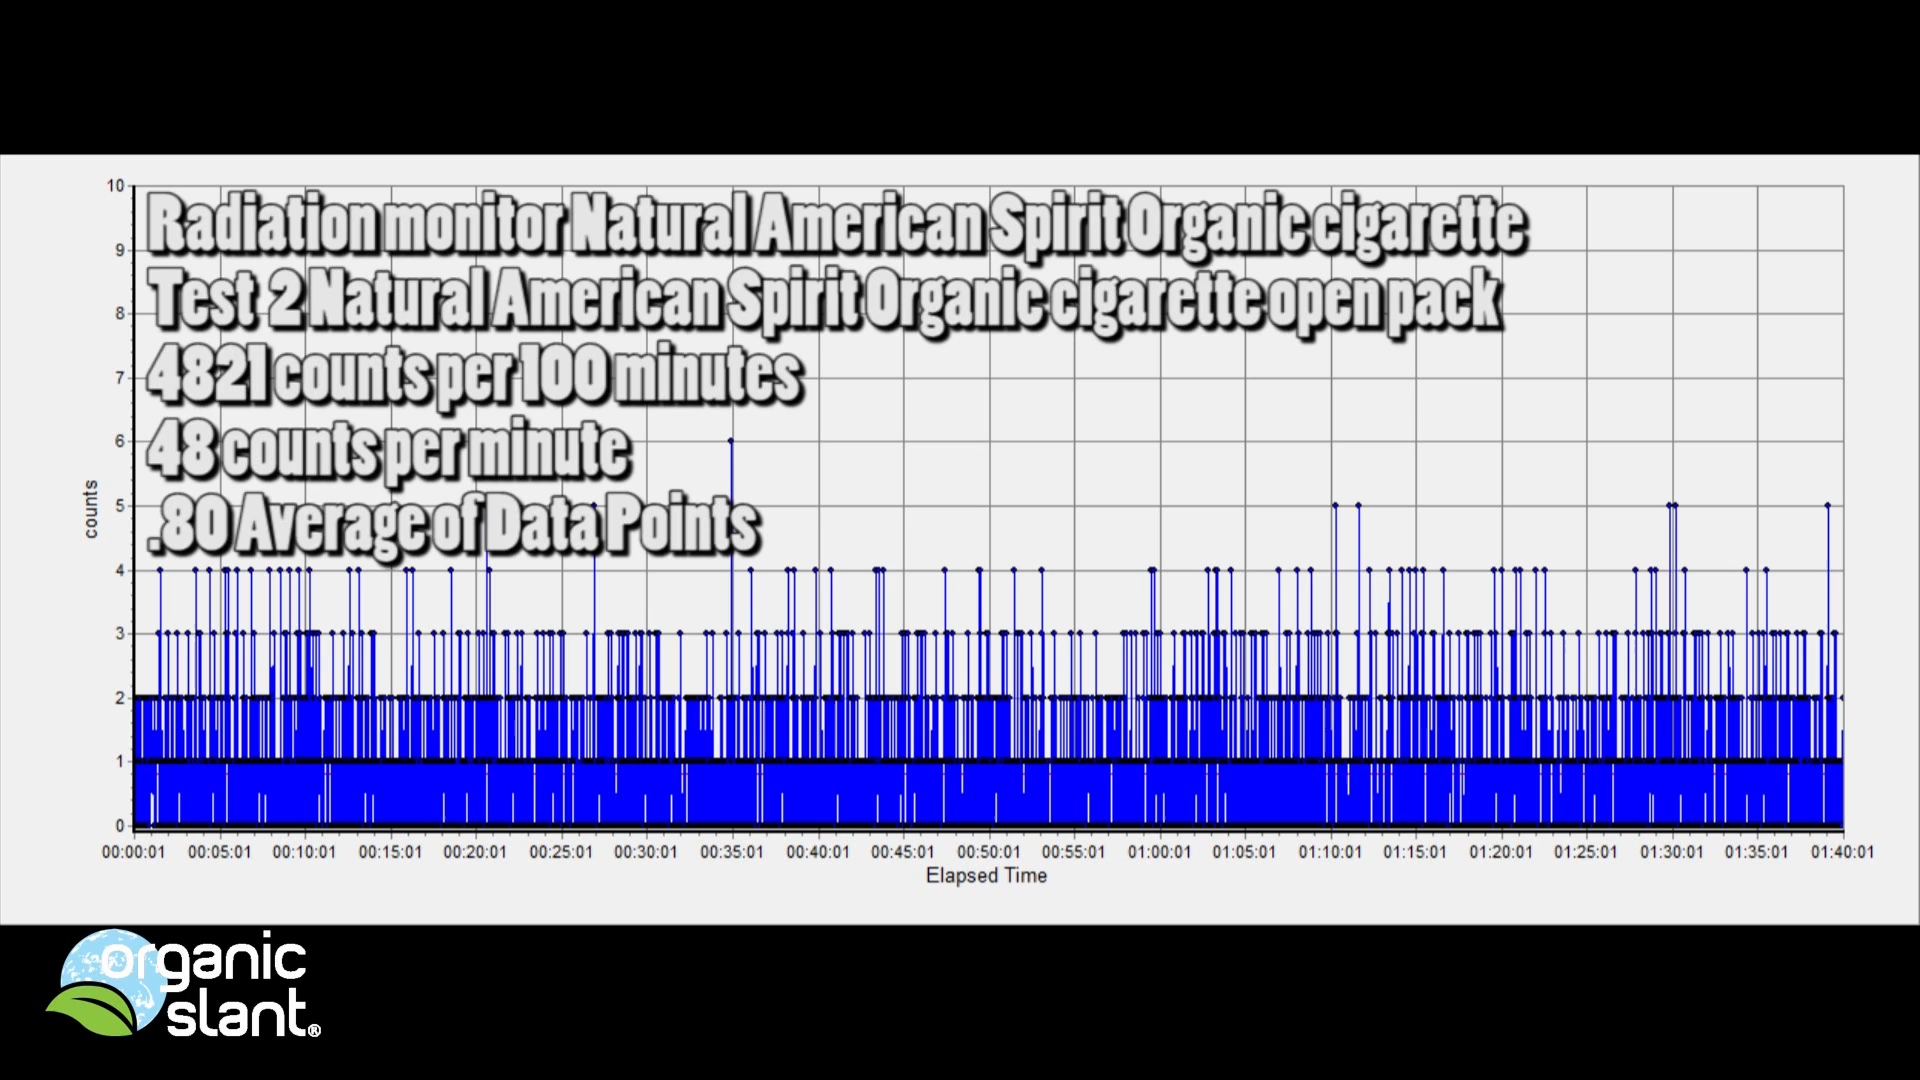 Radiation monitor Natural American Spirit Organic cigarette
Test 2 Natural American Spirit Organic cigarette open pack
4821 counts per 100 minutes
48 counts per minute
.80 Average of Data Points
10
9
8
7
6
5
4
3
2
1
0
counts
00:00:01 00:05:01 00:10:01 00:15:01 00:20:01 00:25:01 00:30:01 00:35:01 00:40:01 00:45:01 00:50:01 00:55:01 01:00:01 01:05:01 01:10:01 01:15:01 01:20:01 01:25:01 01:30:01 01:35:01 01:40:01
Elapsed Time
organic
slant®